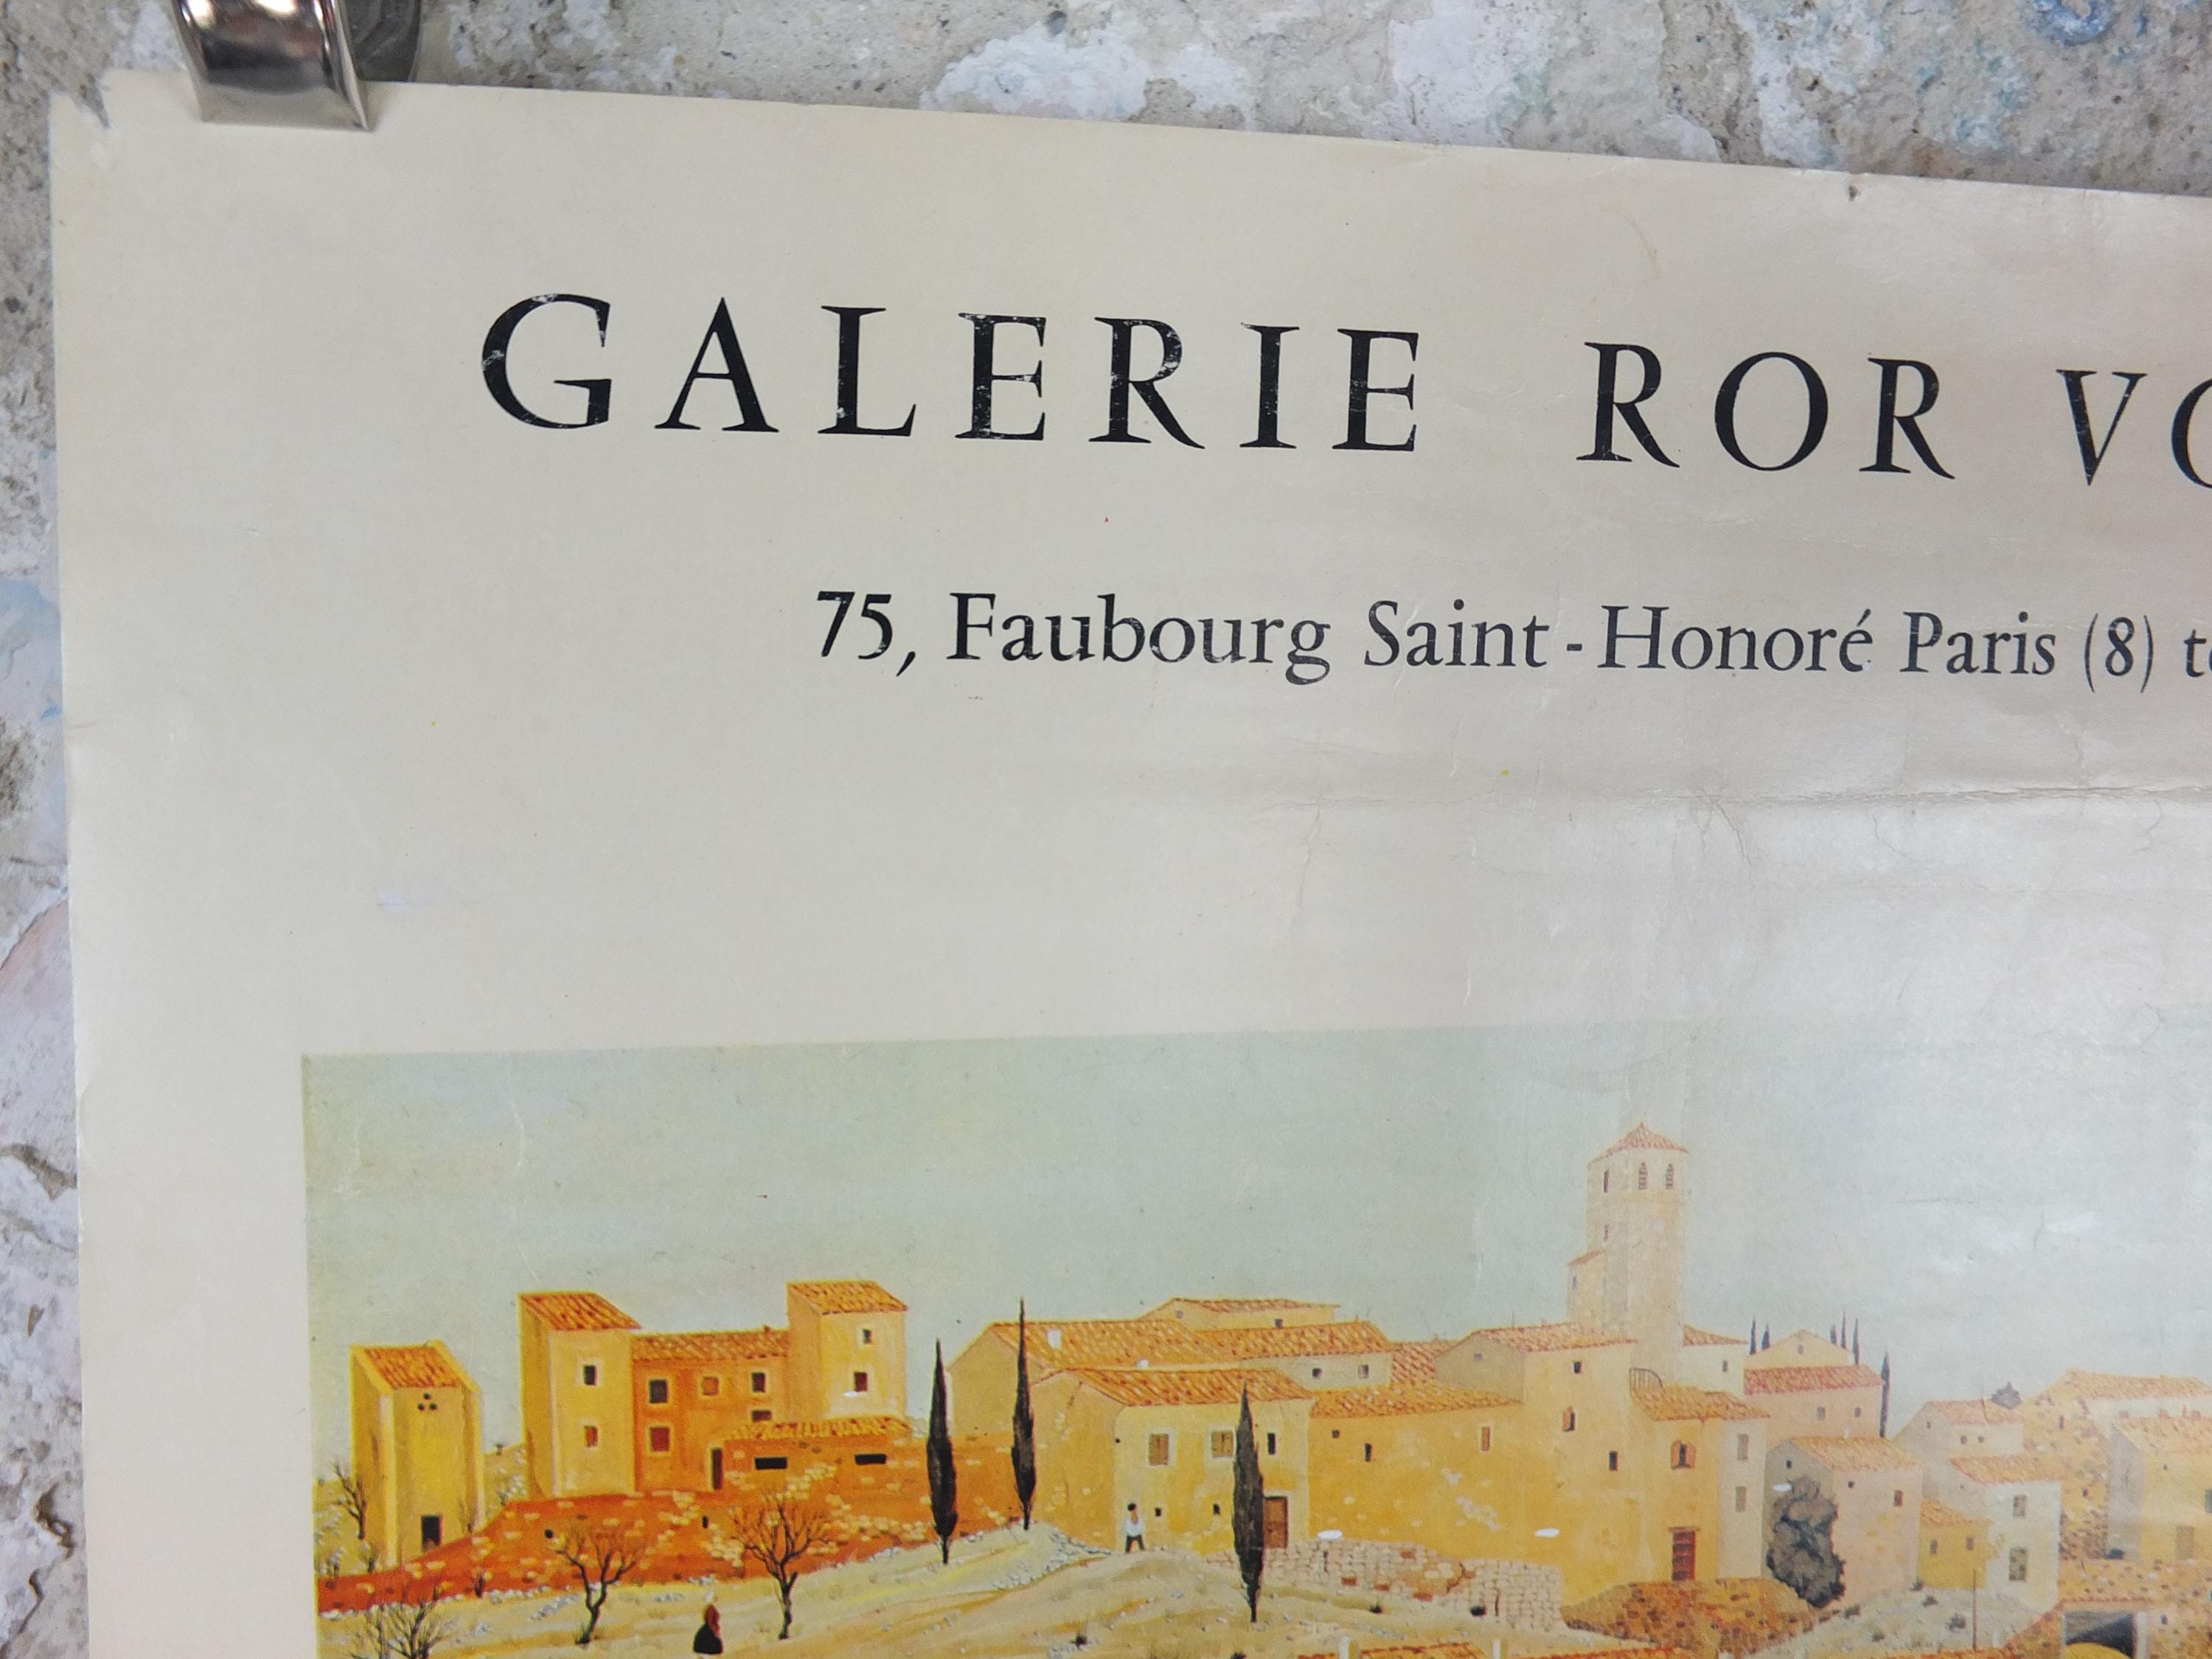 GALERIE ROR
75, Faubourg Saint-Honoré Paris (8)